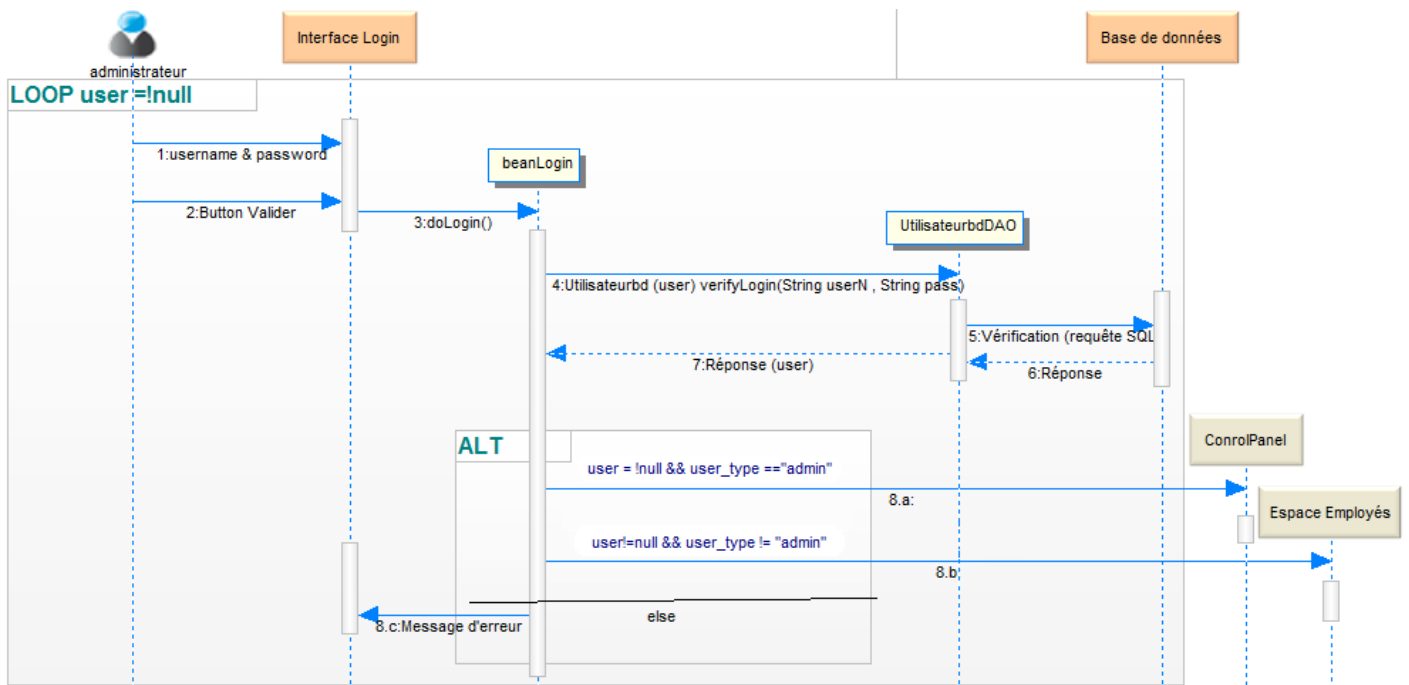 Interface Login
Base de données
administrateur
LOOP user =!null
1:username & password
beanLogin
2:Button Valider
3:doLogin()
UtilisateurbdDAO
4:Utilisateurbd (user) verifyLogin(String userN , String pass)
5:Vérification (requête SQL
7:Réponse (user)
6:Réponse
ALT
ConrolPanel
user = !null && user_type =="admin"
8.a:
Espace Employés
user!=null && user_type != "admin"
8.b
else
8.c:Message d'erreur